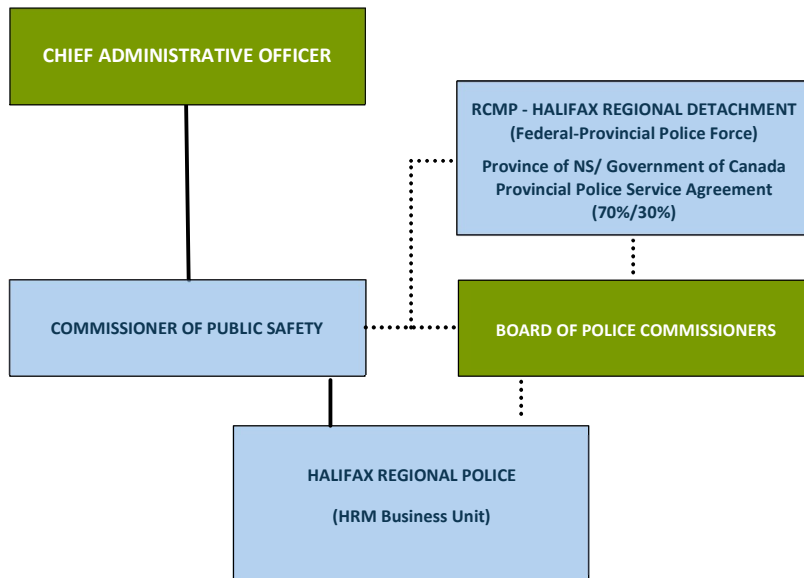 CHIEF ADMINISTRATIVE OFFICER
RCMP - HALIFAX REGIONAL DETACHMENT
(Federal-Provincial Police Force)
Province of NS/ Government of Canada
Provincial Police Service Agreement
(70%/30%)
COMMISSIONER OF PUBLIC SAFETY
BOARD OF POLICE COMMISSIONERS
HALIFAX REGIONAL POLICE
(HRM Business Unit)